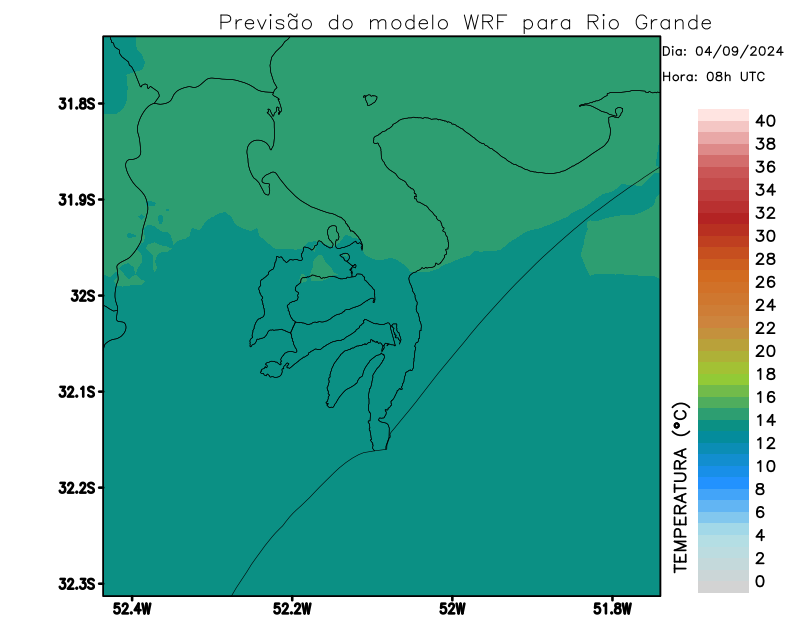 Previsão do modelo WRF para Rio Grande
Dia: 04/09/2024
Hora: 08h UTC
31.8S
31.9S
32S
32.1S
32.2S
32.3S
52.4W
52.2W
52W
51.8W
TEMPERATURA (°C)
40
38
36
34
32
30
28
26
24
22
20
18
16
14
12
10
8
6
4
2
0